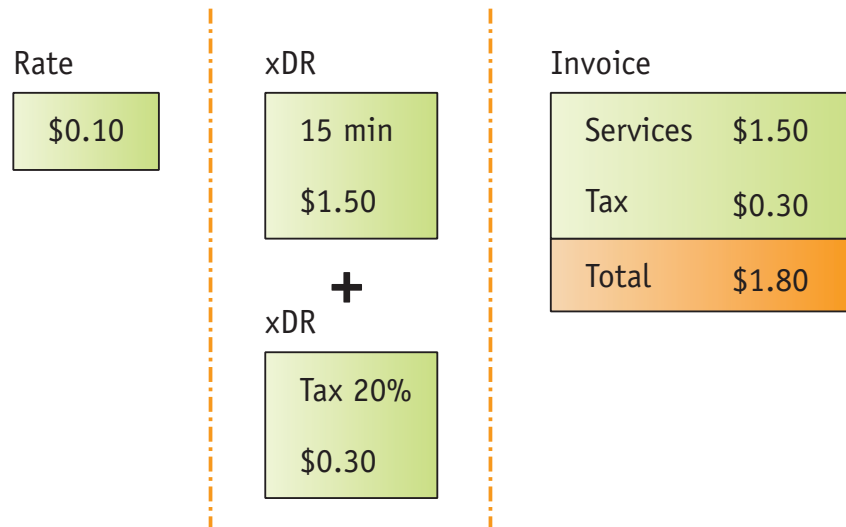 Rate
$0.10
xDR
15 min
$1.50
+
xDR
Tax 20%
$0.30
Invoice
Services $1.50
Tax $0.30
Total $1.80